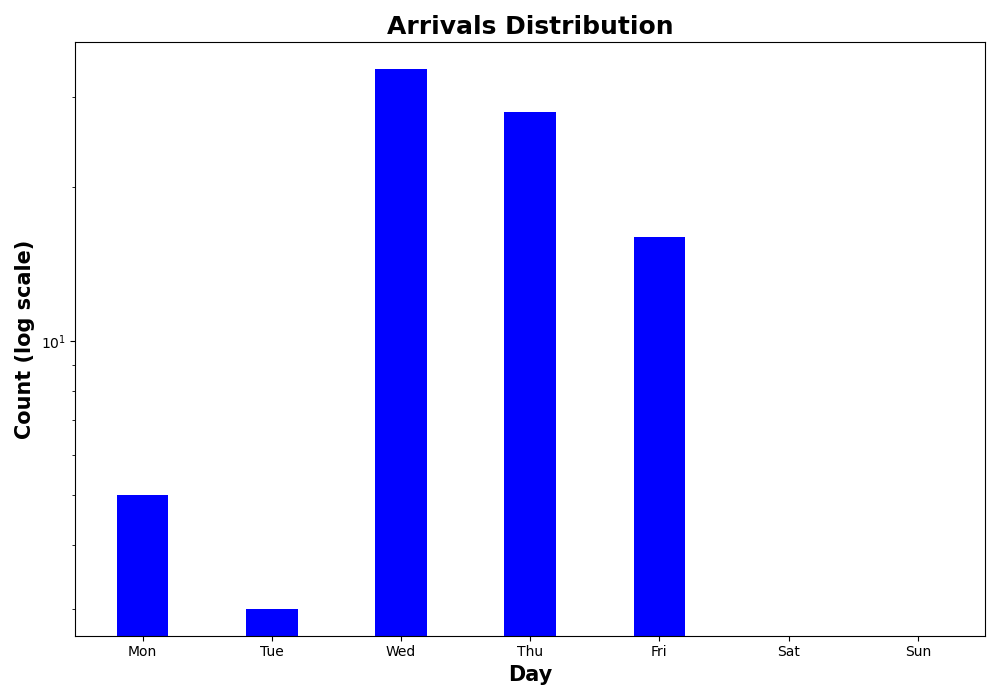 Arrivals Distribution
Count (log scale)
10¹
Mon Tue Wed Thu Fri Sat Sun
Day